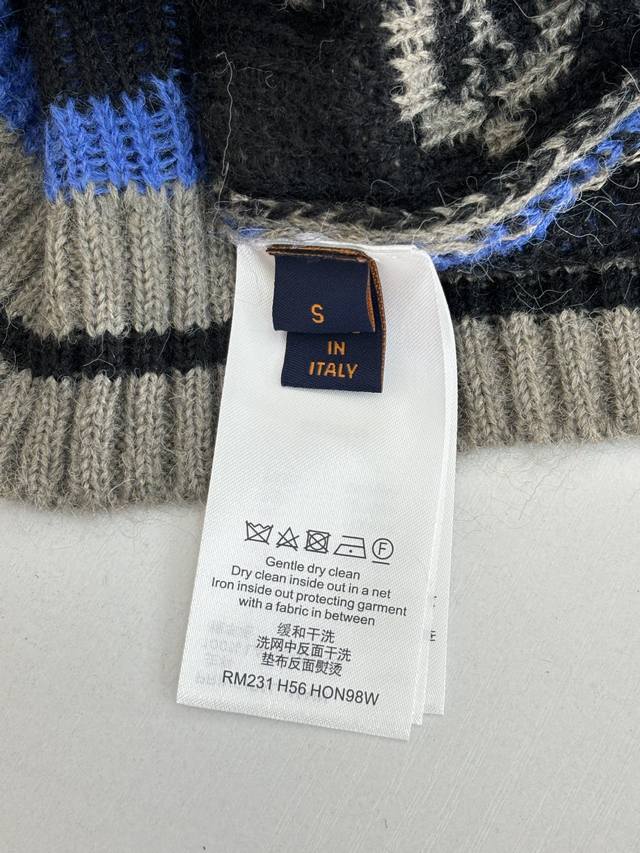 S
IN
ITALY
F
Gentle dry clean
Dry clean inside out in a net
Iron inside out protecting garment
with a fabric in between
缓和干洗
洗网中反面干洗
垫布反面熨烫
RM231 H56 HON98W